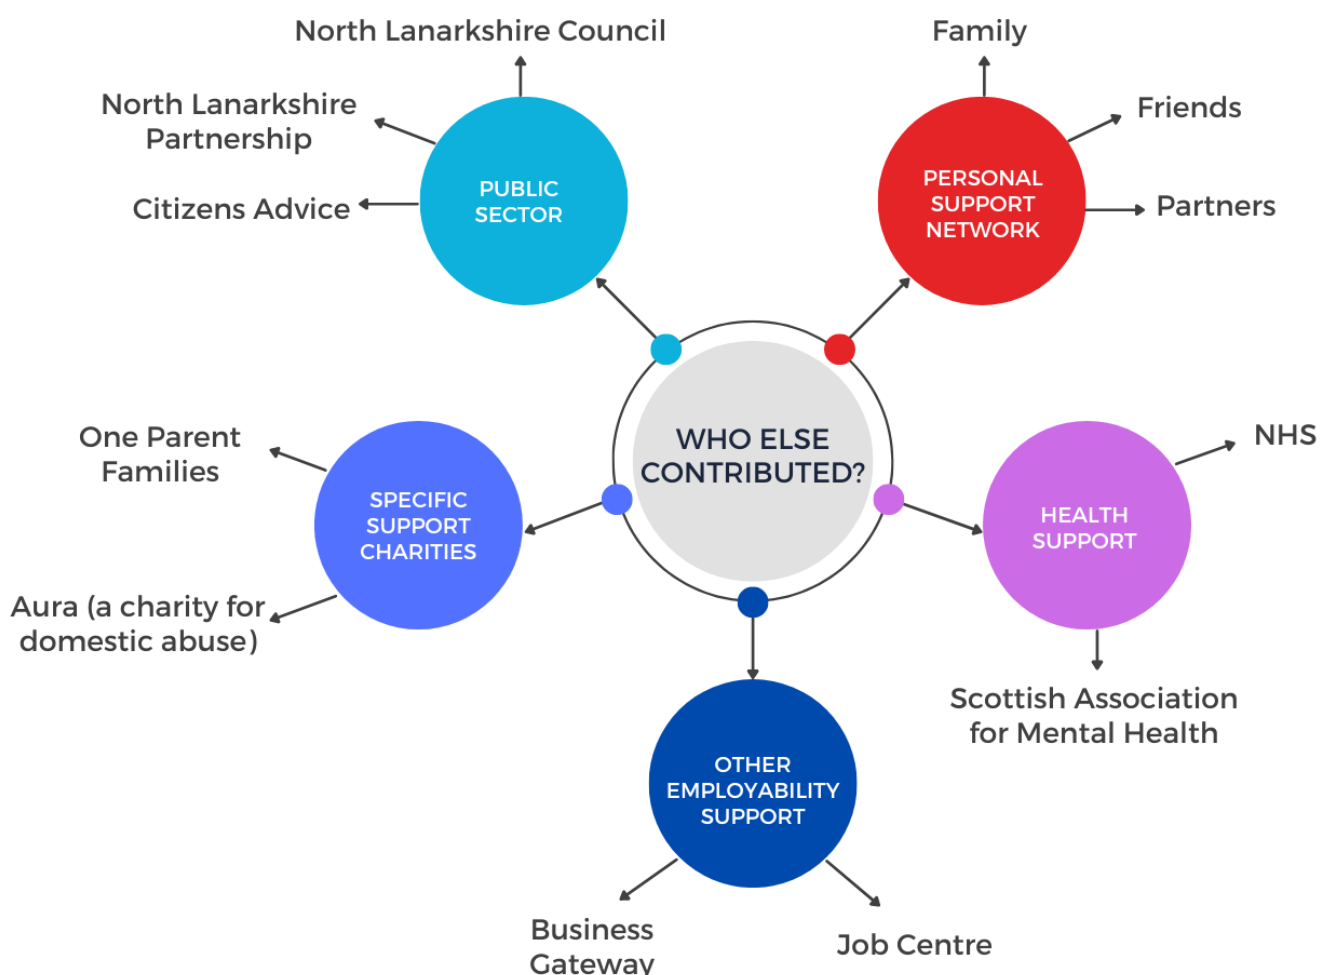 North Lanarkshire Council
North Lanarkshire
Partnership
Citizens Advice
PUBLIC
SECTOR
Family
Friends
Partners
PERSONAL
SUPPORT
NETWORK
WHO ELSE
CONTRIBUTED?
One Parent
Families
Aura (a charity for
domestic abuse)
SPECIFIC
SUPPORT
CHARITIES
NHS
HEALTH
SUPPORT
Scottish Association
for Mental Health
OTHER
EMPLOYABILITY
SUPPORT
Business
Gateway
Job Centre